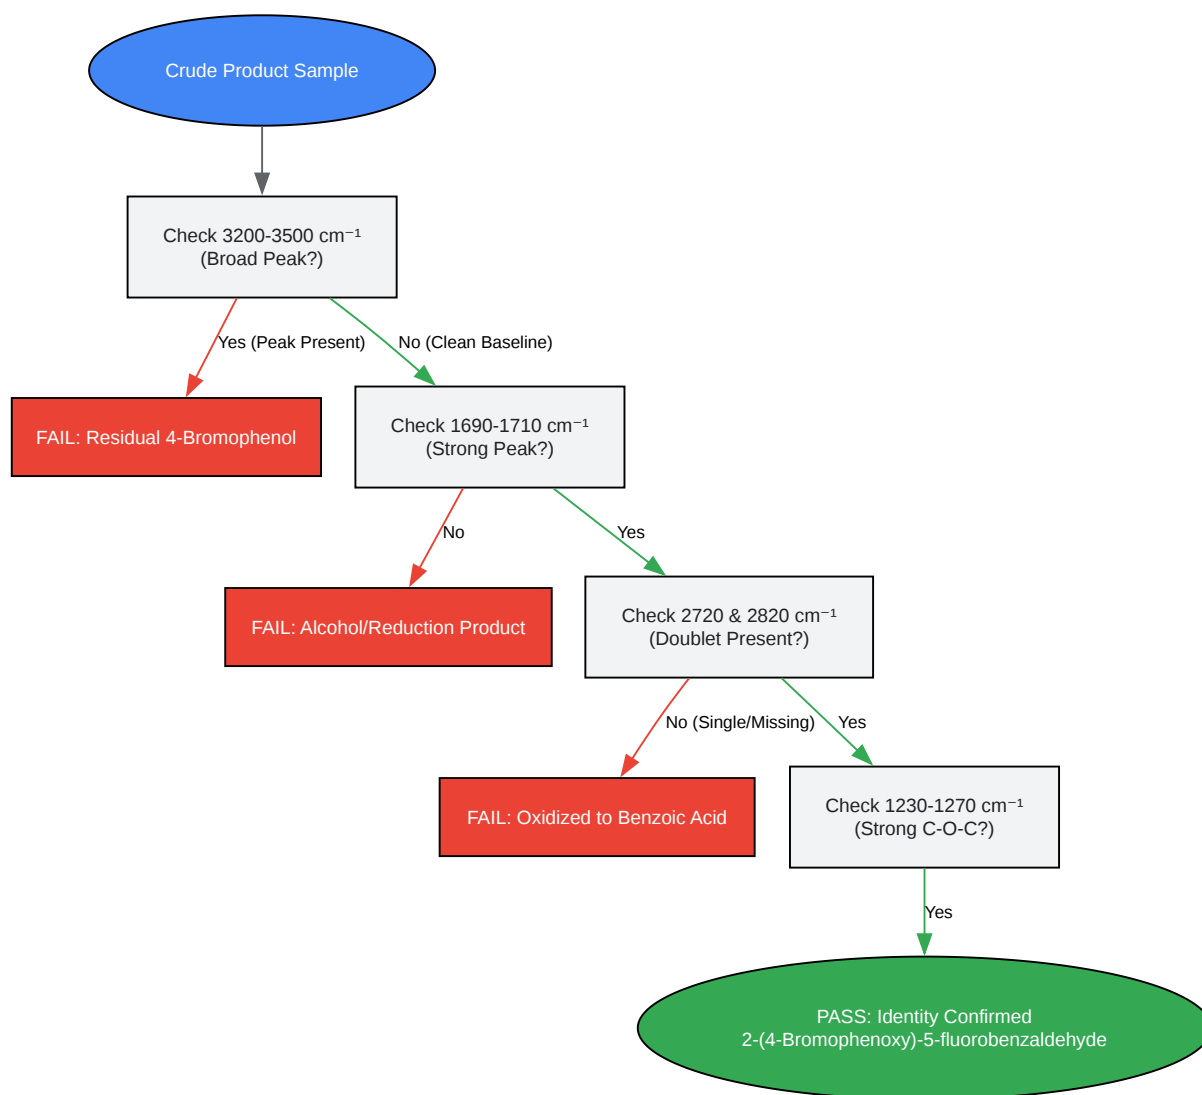 Crude Product Sample
Check 3200-3500 cm⁻¹
(Broad Peak?)
Yes (Peak Present)
No (Clean Baseline)
FAIL: Residual 4-Bromophenol
Check 1690-1710 cm⁻¹
(Strong Peak?)
No
Yes
FAIL: Alcohol/Reduction Product
Check 2720 & 2820 cm⁻¹
(Doublet Present?)
No (Single/Missing)
Yes
FAIL: Oxidized to Benzoic Acid
Check 1230-1270 cm⁻¹
(Strong C-O-C?)
Yes
PASS: Identity Confirmed
2-(4-Bromophenoxy)-5-fluorobenzaldehyde